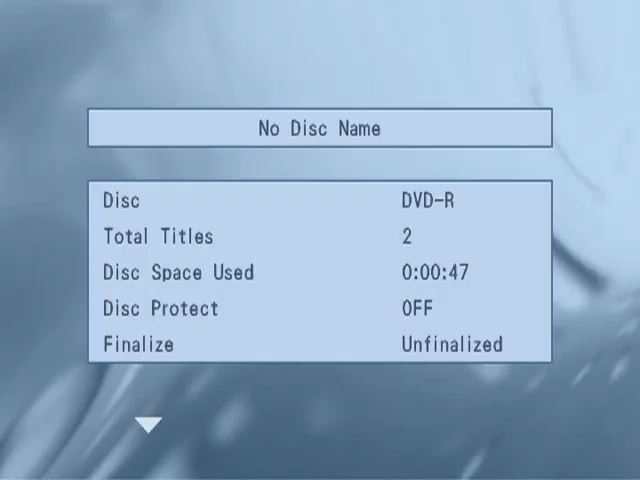 No Disc Name
Disc DVD-R
Total Titles 2
Disc Space Used 0:00:47
Disc Protect OFF
Finalize Unfinalized